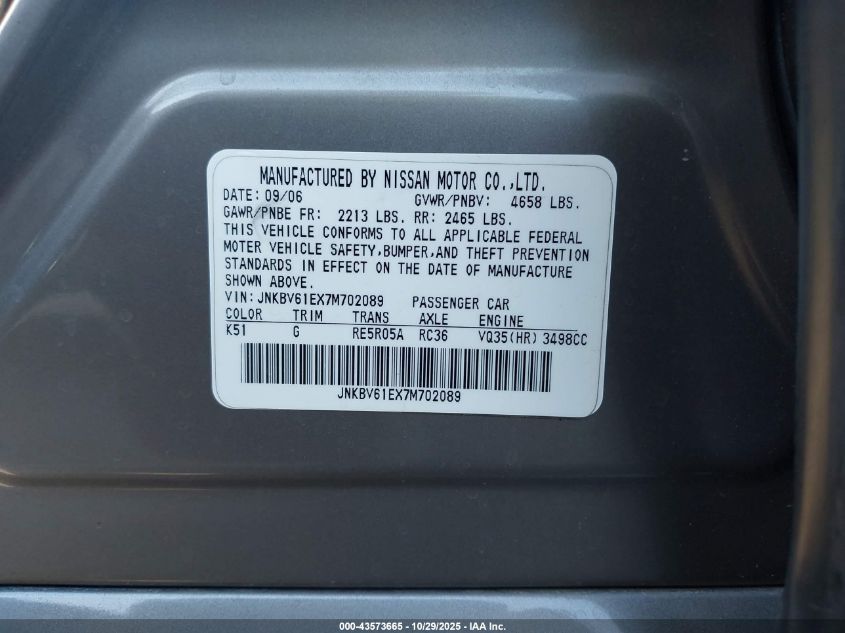 MANUFACTURED BY NISSAN MOTOR CO.,LTD.
DATE: 09/06 GVWR/PNBV: 4658 LBS.
GAWR/PNBE FR: 2213 LBS. RR: 2465 LBS.
THIS VEHICLE CONFORMS TO ALL APPLICABLE FEDERAL
MOTER VEHICLE SAFETY,BUMPER,AND THEFT PREVENTION
STANDARDS IN EFFECT ON THE DATE OF MANUFACTURE
SHOWN ABOVE.
VIN: JNKBV61EX7M702089 PASSENGER CAR
COLOR TRIM TRANS AXLE ENGINE
K51 G RE5R05A RC36 VQ35(HR) 3498CC
JNKBV61EX7M702089
000-43573665 - 10/29/2025 - IAA Inc.